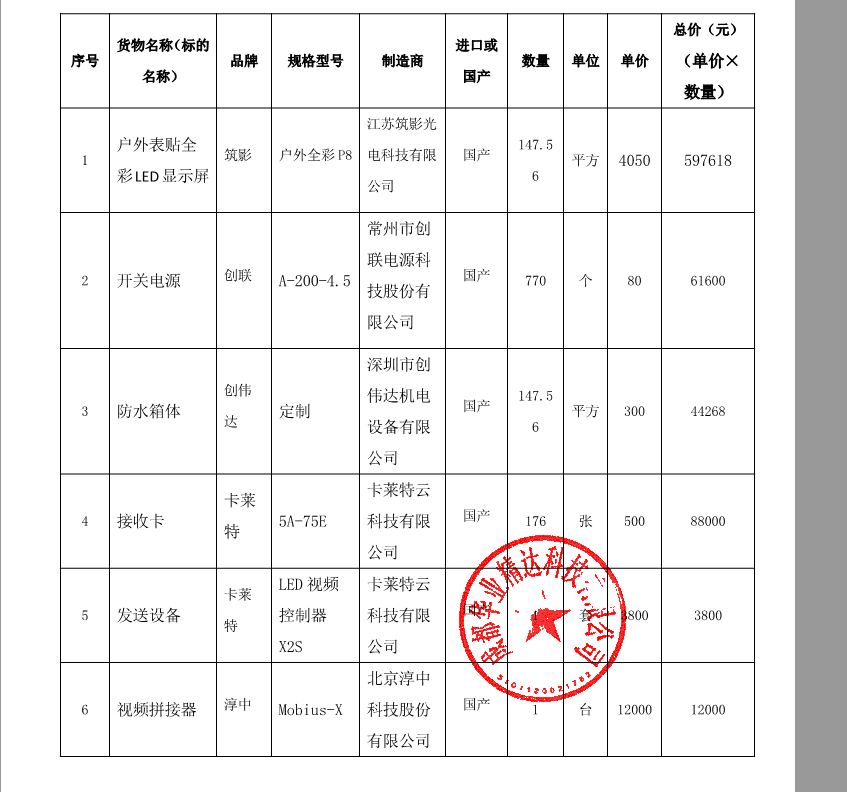 序号 货物名称（标的名称） 品牌 规格型号 制造商 进口或国产 数量 单位 单价 总价（元）（单价×数量）
1 户外表贴全彩LED显示屏 筑影 户外全彩P8 江苏筑影光电科技有限公司 国产 147.56 平方 4050 597618
2 开关电源 创联 A-200-4.5 常州市创联电源科技股份有限公司 国产 770 个 80 61600
3 防水箱体 创伟达 定制 深圳市创伟达机电设备有限公司 国产 147.56 平方 300 44268
4 接收卡 卡莱特 5A-75E 卡莱特云科技有限公司 国产 176 张 500 88000
5 发送设备 卡莱特 LED视频控制器X2S 卡莱特云科技有限公司 国产 1 套 3800 3800
6 视频拼接器 淳中 Mobius-X 北京淳中科技股份有限公司 国产 1 台 12000 12000
成都华业精达科技 公司
5101120021782